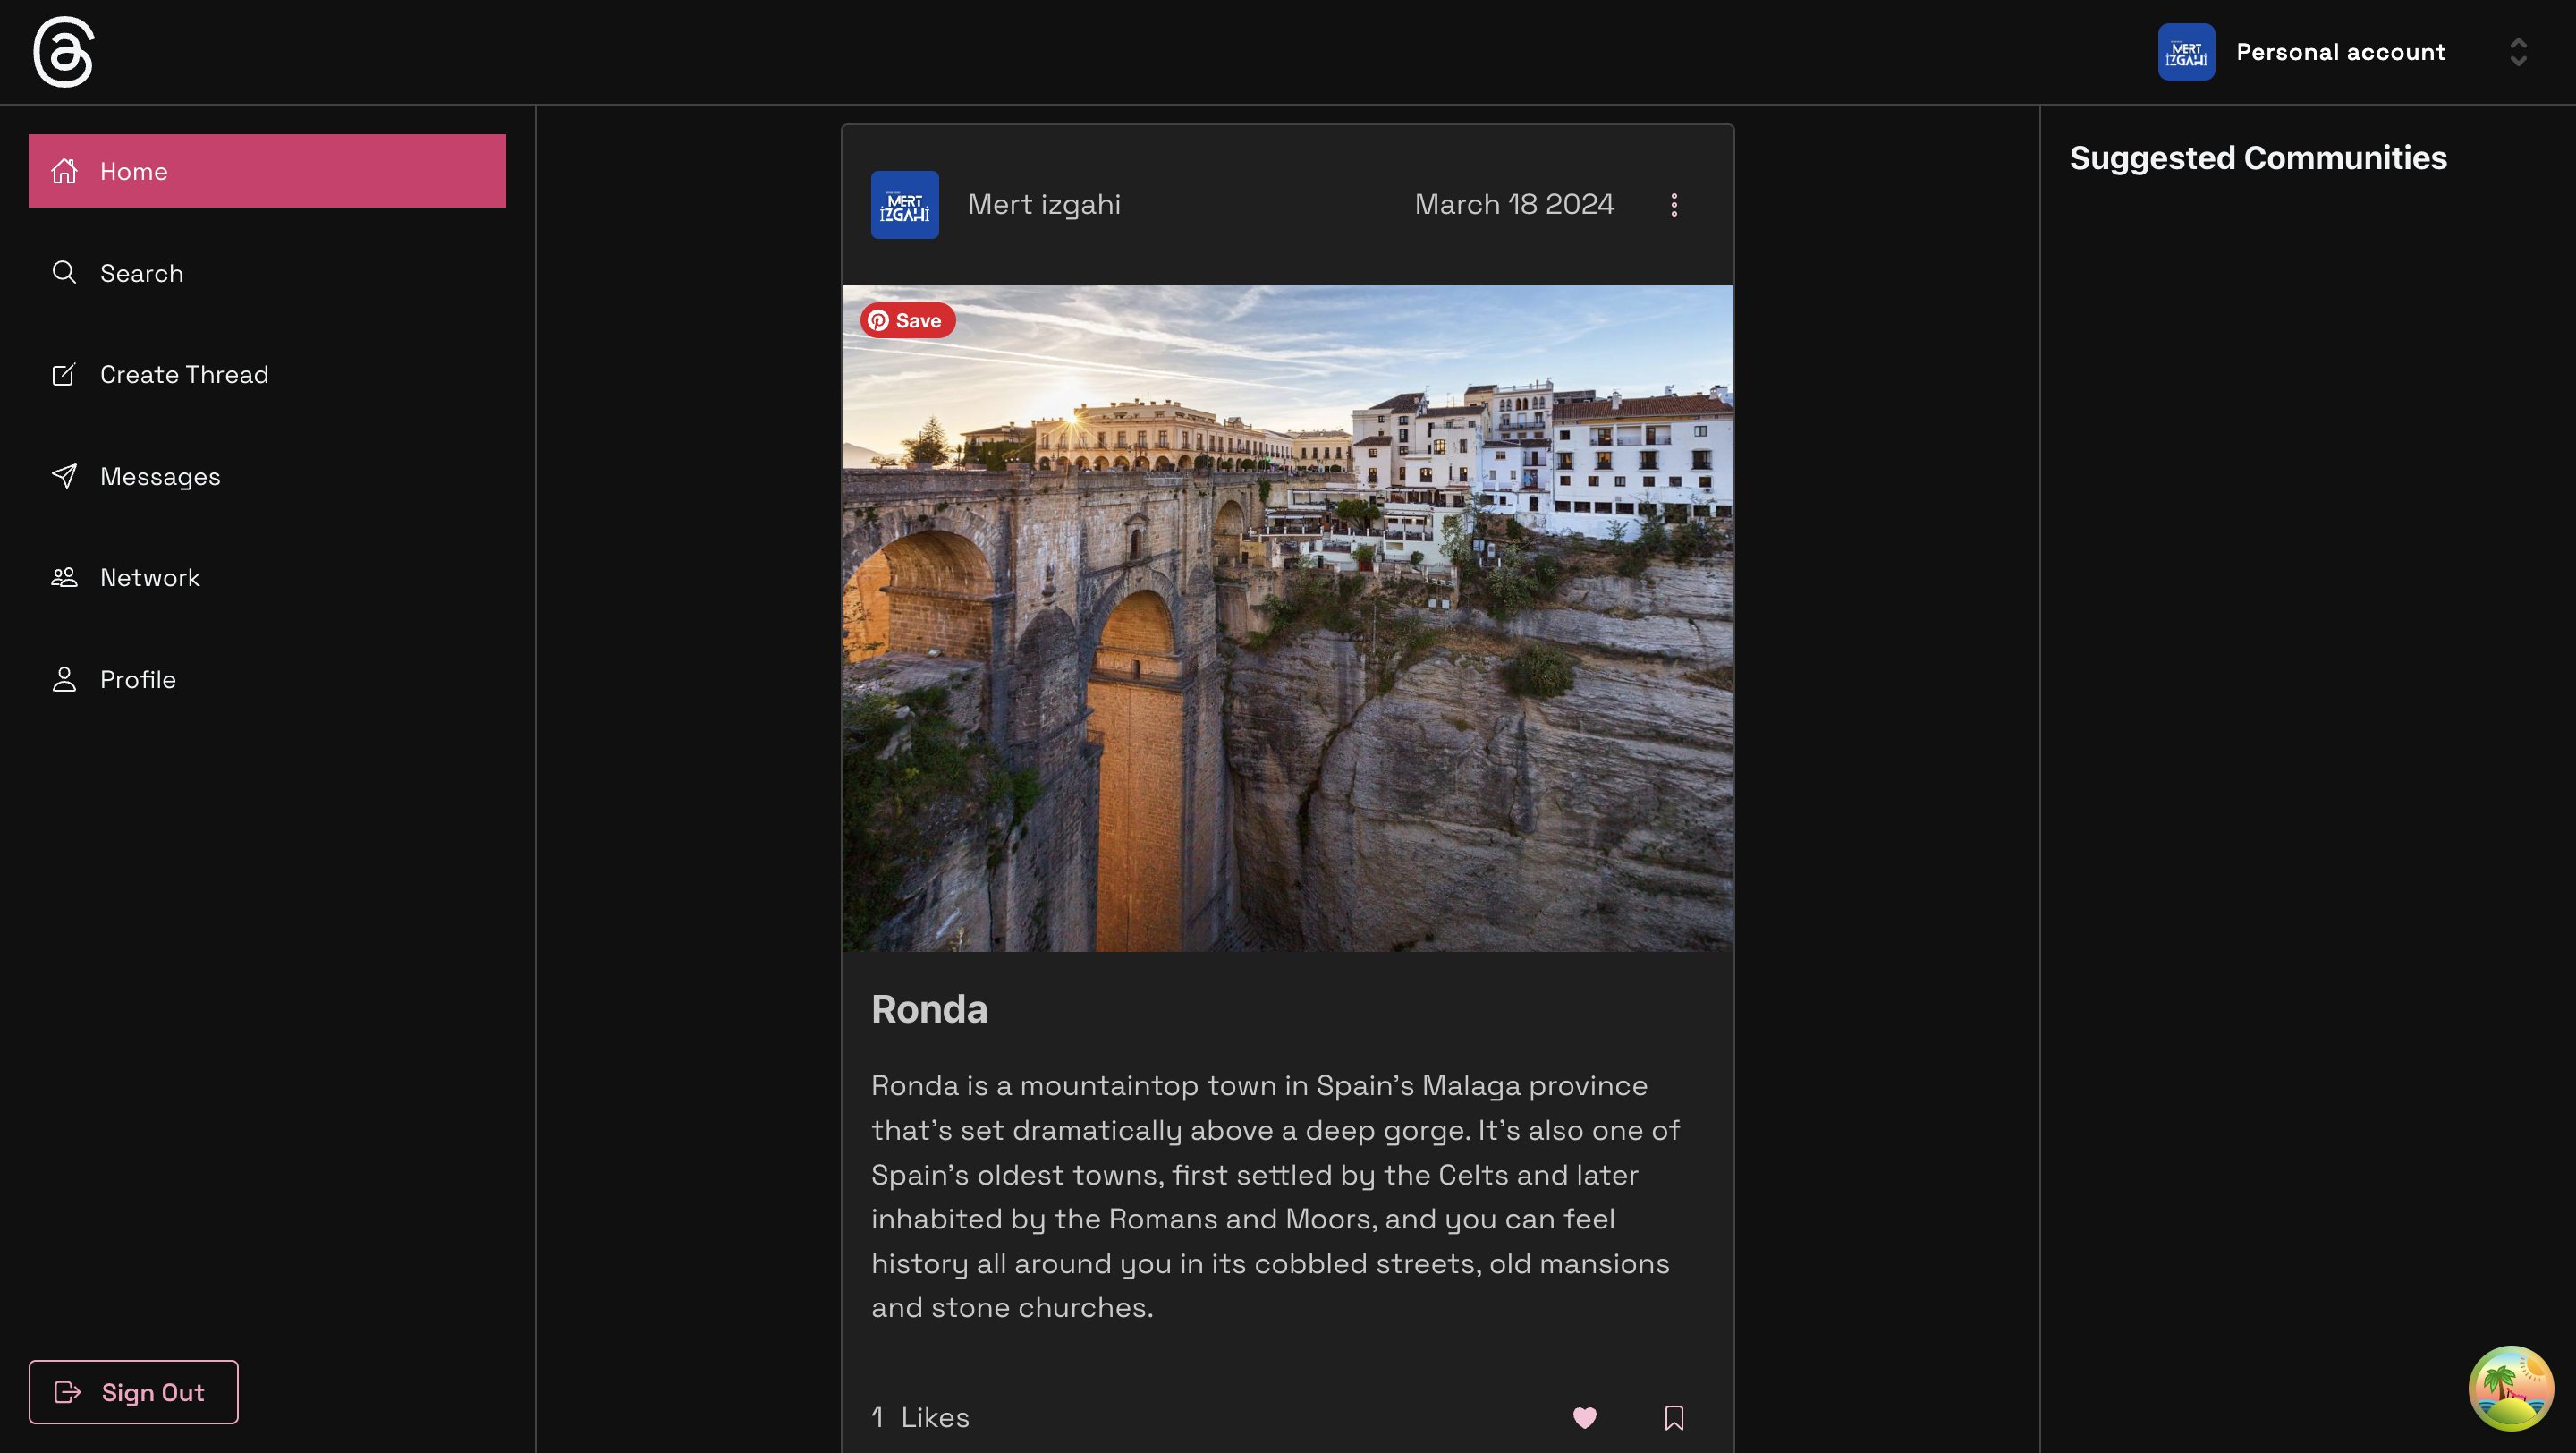 Personal account
MERT
iZGAHi
Home
Search
Create Thread
Messages
Network
Profile
Sign Out
MERT
iZGAHi
Mert izgahi
March 18 2024
Save
Ronda
Ronda is a mountaintop town in Spain's Malaga province
that's set dramatically above a deep gorge. It's also one of
Spain's oldest towns, first settled by the Celts and later
inhabited by the Romans and Moors, and you can feel
history all around you in its cobbled streets, old mansions
and stone churches.
1 Likes
Suggested Communities